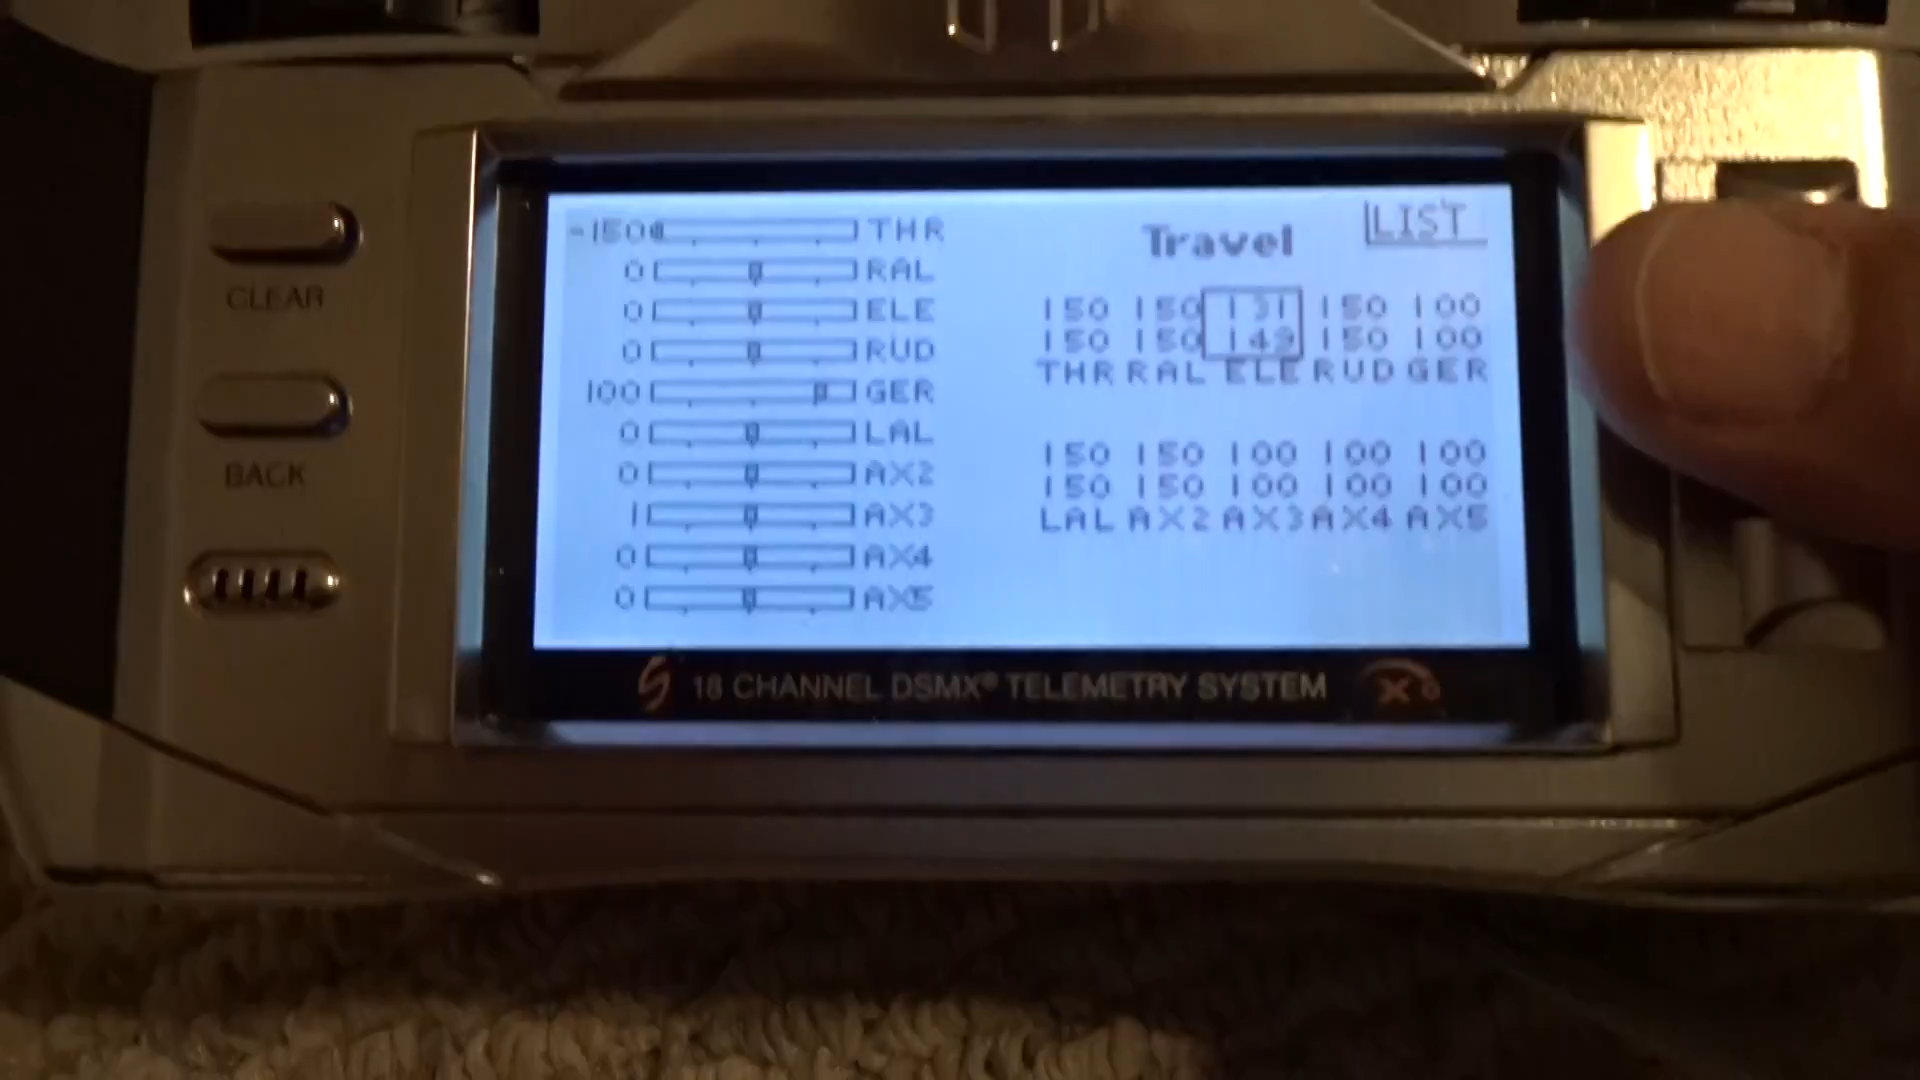 CLEAR
BACK
-150 THR
0 RAL
0 ELE
0 RUD
100 GER
0 LAL
0 AX2
1 AX3
0 AX4
0 AX5
Travel
LIST
150 150 131 150 100
150 150 149 150 100
THR RAL ELE RUD GER
150 150 100 100 100
150 150 100 100 100
LAL AX2 AX3 AX4 AX5
18 CHANNEL DSMX® TELEMETRY SYSTEM